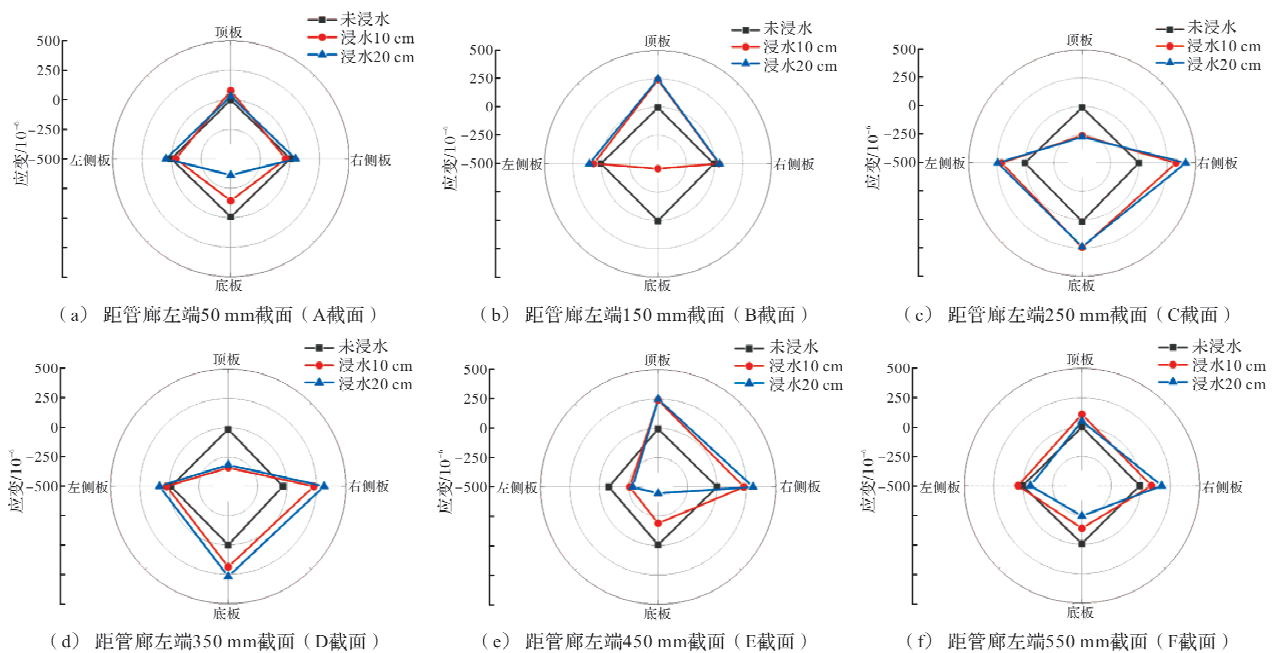 未浸水
浸水10 cm
浸水20 cm
顶板
500
250
0
−250
−500
应变/10⁻⁶
左侧板
右侧板
底板
(a) 距管廊左端50 mm截面(A截面)
未浸水
浸水10 cm
浸水20 cm
顶板
500
250
0
−250
−500
应变/10⁻⁶
左侧板
右侧板
底板
(b) 距管廊左端150 mm截面(B截面)
未浸水
浸水10 cm
浸水20 cm
顶板
500
250
0
−250
−500
应变/10⁻⁶
左侧板
右侧板
底板
(c) 距管廊左端250 mm截面(C截面)
未浸水
浸水10 cm
浸水20 cm
顶板
500
250
0
−250
−500
应变/10⁻⁶
左侧板
右侧板
底板
(d) 距管廊左端350 mm截面(D截面)
未浸水
浸水10 cm
浸水20 cm
顶板
500
250
0
−250
−500
应变/10⁻⁶
左侧板
右侧板
底板
(e) 距管廊左端450 mm截面(E截面)
未浸水
浸水10 cm
浸水20 cm
顶板
500
250
0
−250
−500
应变/10⁻⁶
左侧板
右侧板
底板
(f) 距管廊左端550 mm截面(F截面)